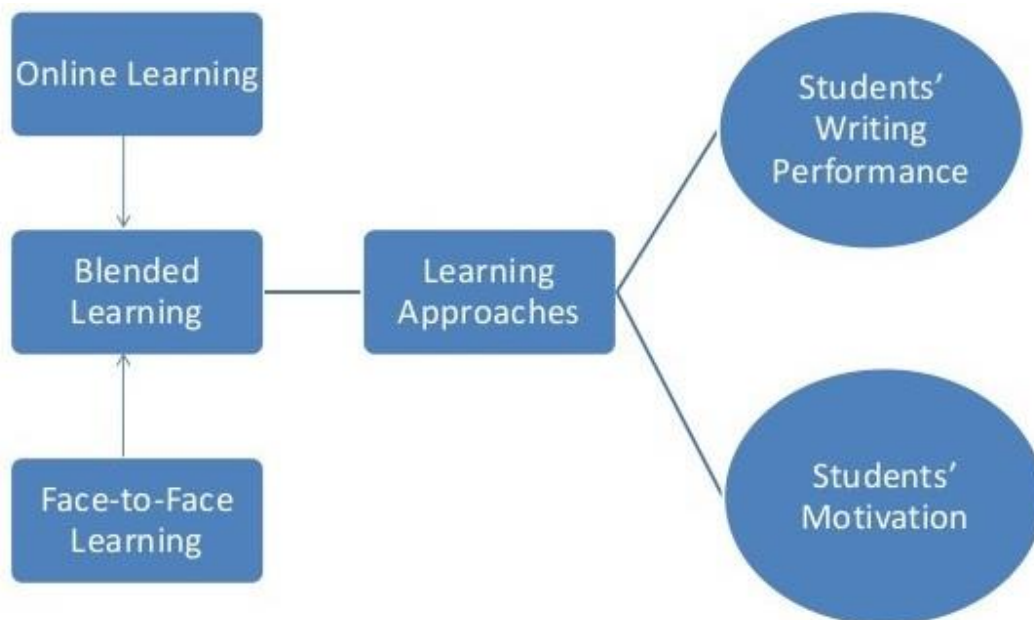 Online Learning
Blended
Learning
Face-to-Face
Learning
Learning
Approaches
Students’
Writing
Performance
Students’
Motivation